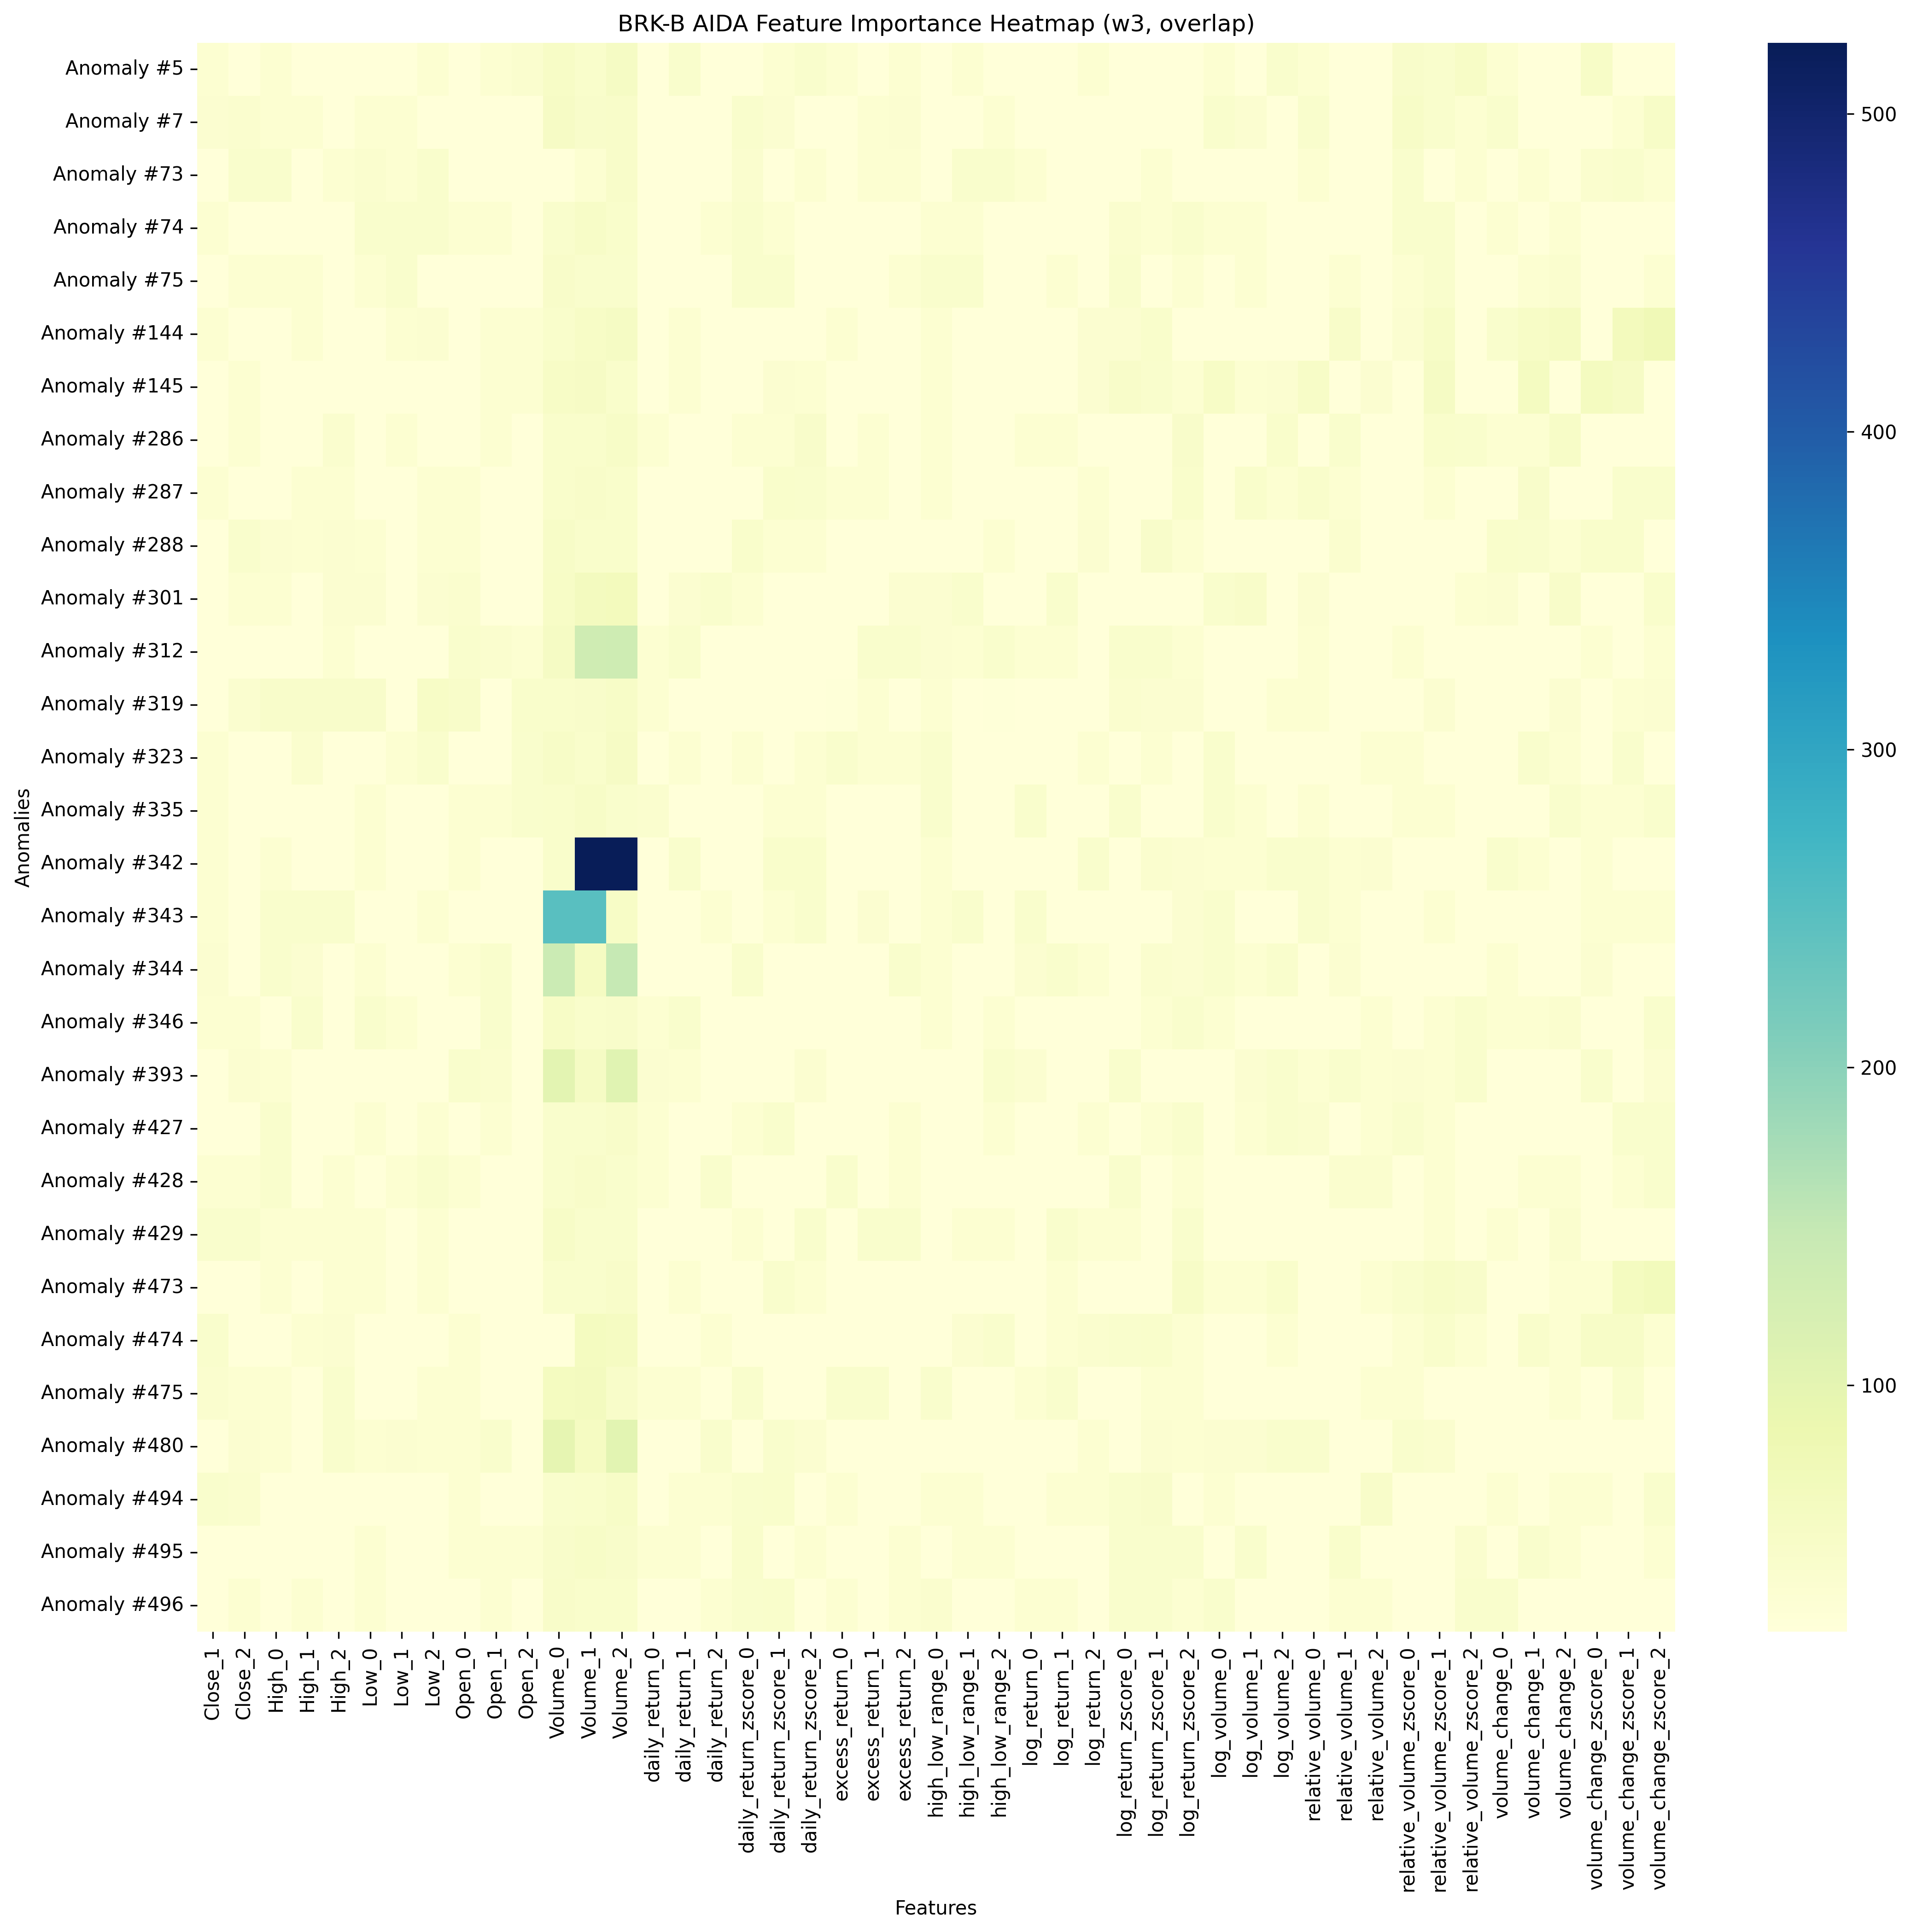 BRK-B AIDA Feature Importance Heatmap (w3, overlap)
Anomalies
Anomaly #5
Anomaly #7
Anomaly #73
Anomaly #74
Anomaly #75
Anomaly #144
Anomaly #145
Anomaly #286
Anomaly #287
Anomaly #288
Anomaly #301
Anomaly #312
Anomaly #319
Anomaly #323
Anomaly #335
Anomaly #342
Anomaly #343
Anomaly #344
Anomaly #346
Anomaly #393
Anomaly #427
Anomaly #428
Anomaly #429
Anomaly #473
Anomaly #474
Anomaly #475
Anomaly #480
Anomaly #494
Anomaly #495
Anomaly #496
Close_1
Close_2
High_0
High_1
High_2
Low_0
Low_1
Low_2
Open_0
Open_1
Open_2
Volume_0
Volume_1
Volume_2
daily_return_0
daily_return_1
daily_return_2
daily_return_zscore_0
daily_return_zscore_1
daily_return_zscore_2
excess_return_0
excess_return_1
excess_return_2
high_low_range_0
high_low_range_1
high_low_range_2
log_return_0
log_return_1
log_return_2
log_return_zscore_0
log_return_zscore_1
log_return_zscore_2
log_volume_0
log_volume_1
log_volume_2
relative_volume_0
relative_volume_1
relative_volume_2
relative_volume_zscore_0
relative_volume_zscore_1
relative_volume_zscore_2
volume_change_0
volume_change_1
volume_change_2
volume_change_zscore_0
volume_change_zscore_1
volume_change_zscore_2
Features
500
400
300
200
100